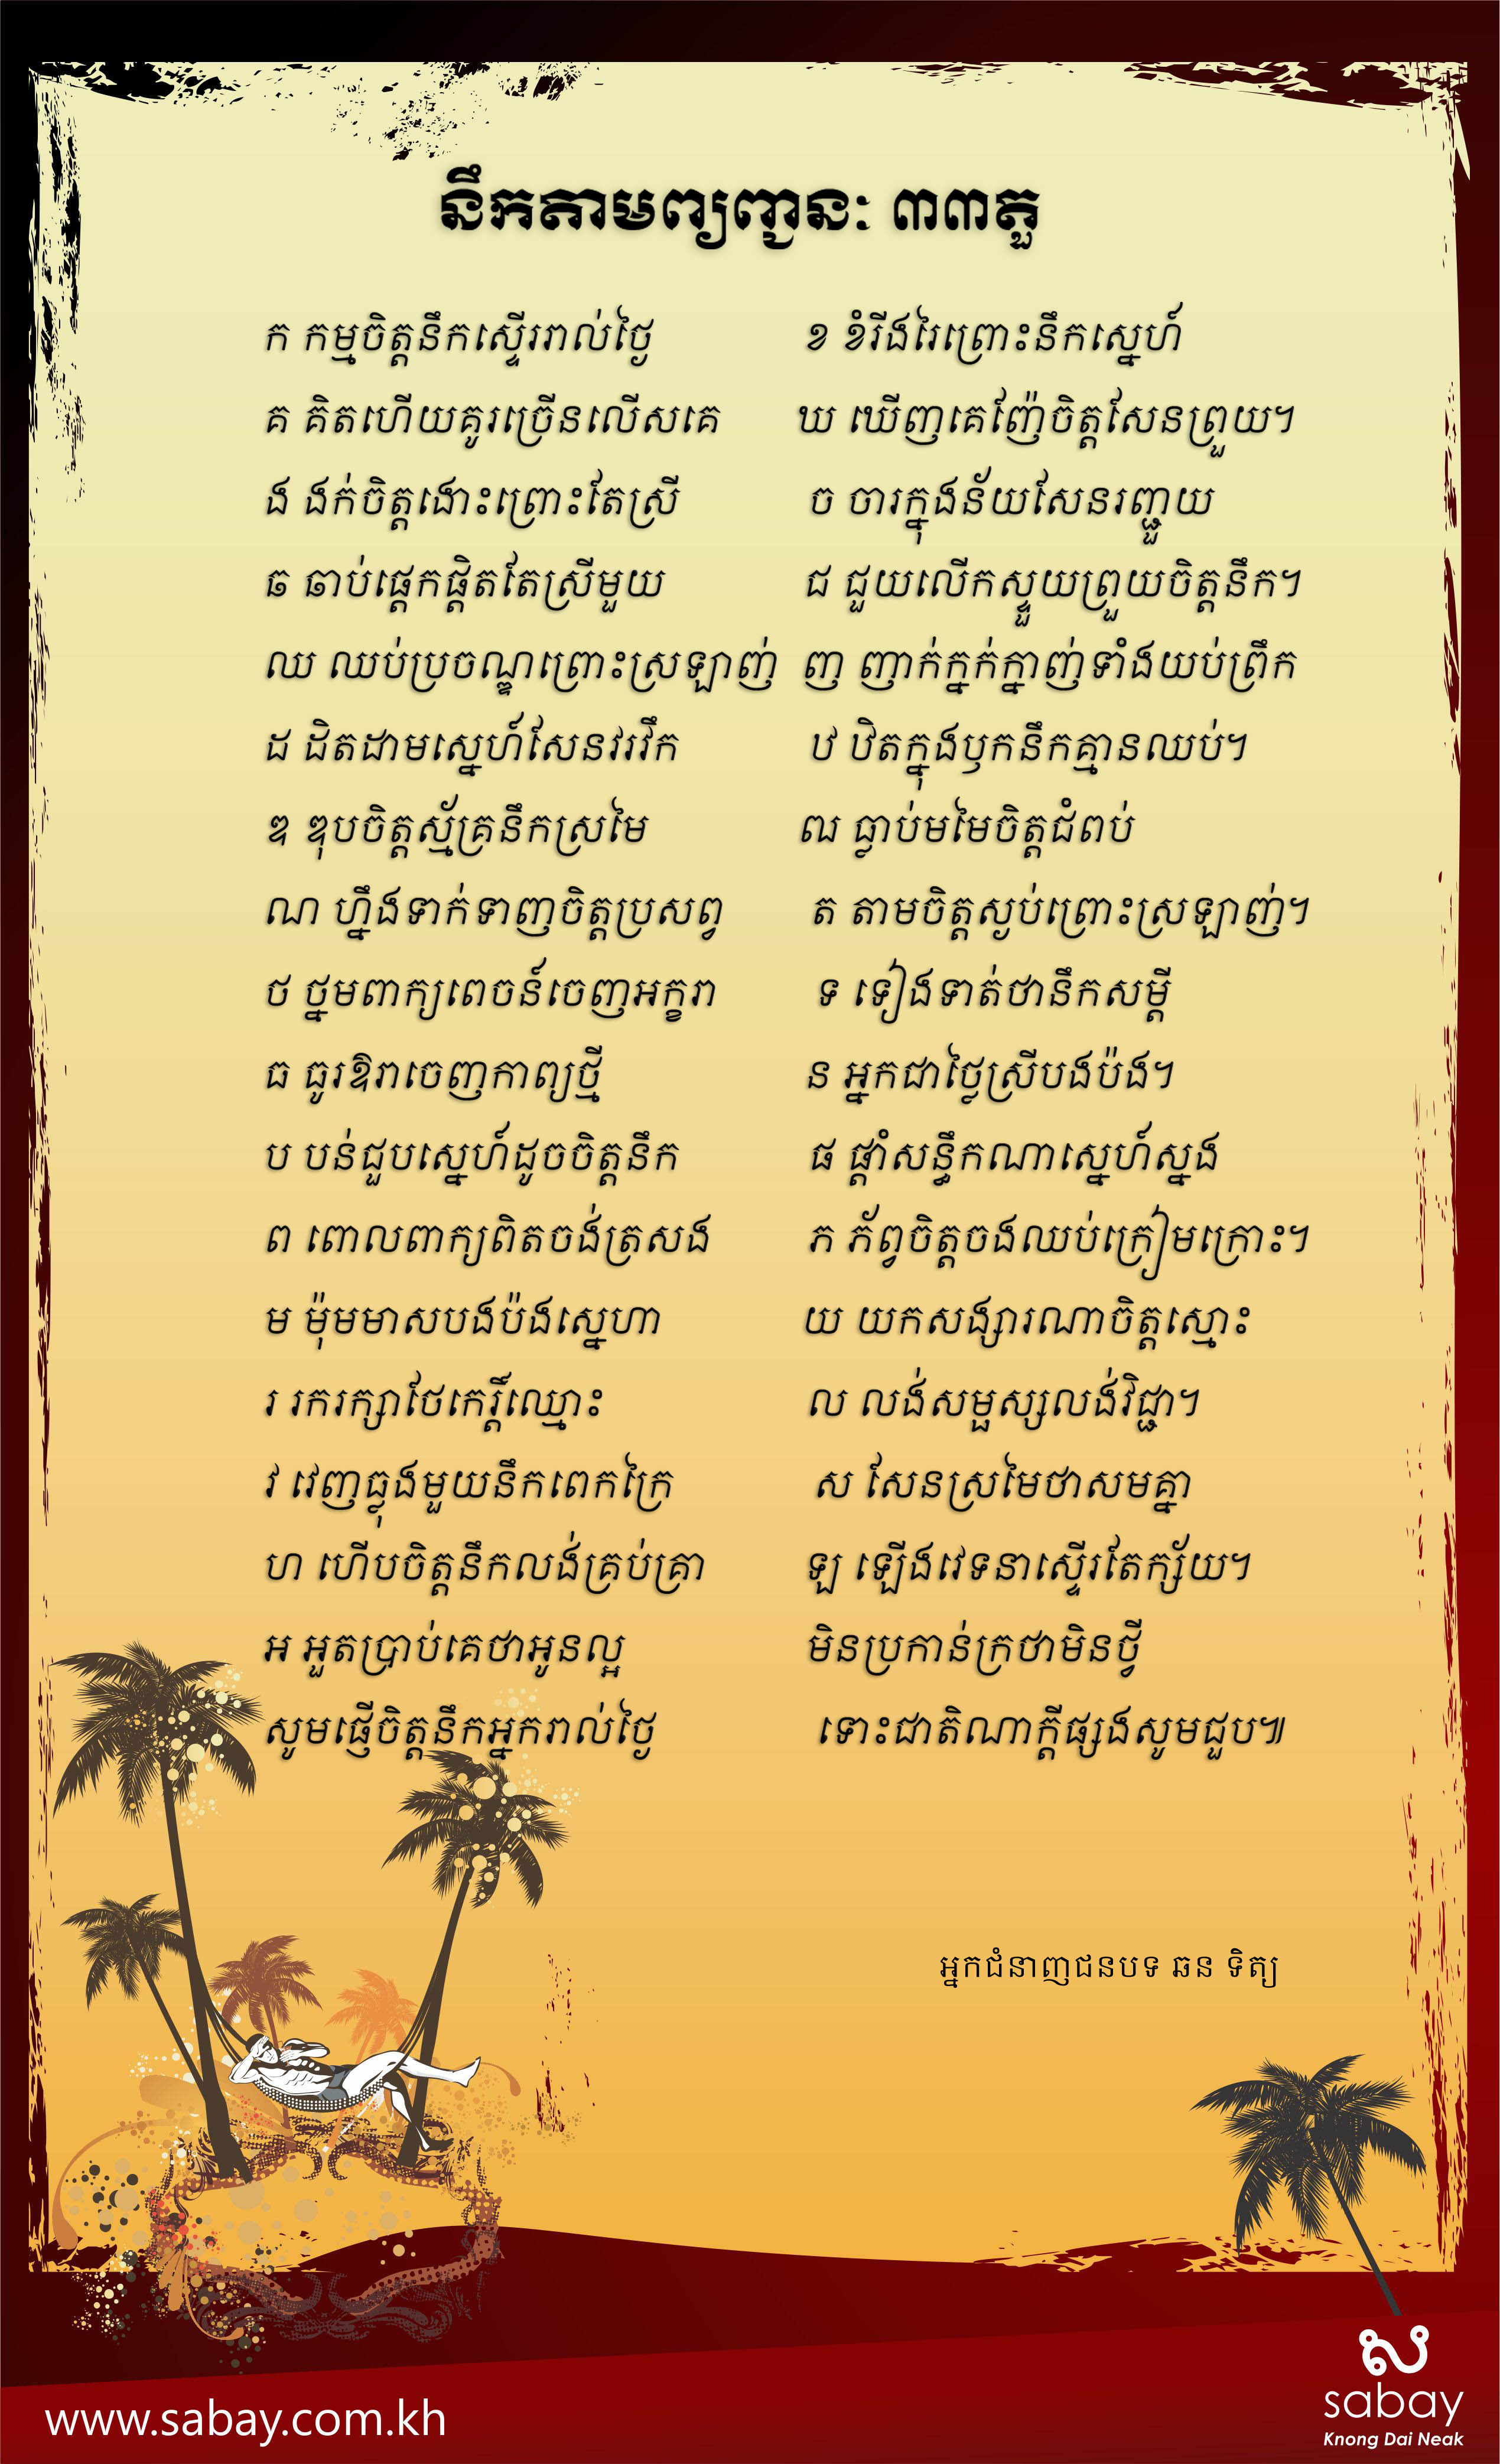 នឹកតាមព្យញ្ជនៈ ៣៣តួ
ក កម្មចិត្តនឹកស្ទើររាល់ថ្ងៃ ខ ខំរីងរៃព្រោះនឹកស្នេហ៍
គ គិតហើយគូរច្រើនលើសគេ ឃ ឃើញគេញ៉ែចិត្តសែនព្រួយ។
ង ងក់ចិត្តងោះព្រោះតែស្រី ច ចារក្នុងន័យសែនរញ្ជួយ
ឆ ឆាប់ផ្តេកផ្តិតតែស្រីមួយ ជ ជួយលើកស្ទួយព្រួយចិត្តនឹក។
ឈ ឈប់ប្រចណ្ឌព្រោះស្រឡាញ់ ញ ញាក់ក្នក់ក្នាញ់ទាំងយប់ព្រឹក
ដ ដិតដាមស្នេហ៍សែនវរវឹក ឋ ឋិតក្នុងឫកនឹកគ្មានឈប់។
ឌ ឌុបចិត្តស្ម័គ្រនឹកស្រមៃ ឍ ធ្លាប់មមៃចិត្តជំពប់
ណ ហ្នឹងទាក់ទាញចិត្តប្រសព្វ ត តាមចិត្តស្ងប់ព្រោះស្រឡាញ់។
ថ ថ្នមពាក្យពេចន៍ចេញអក្ខរា ទ ទៀងទាត់ថានឹកសម្តី
ធ ធូរឱរាចេញកាព្យថ្មី ន អ្នកជាថ្លៃស្រីបងប៉ង។
ប បន់ជួបស្នេហ៍ដូចចិត្តនឹក ផ ផ្តាំសន្ធឹកណាស្នេហ៍ស្នង
ព ពោលពាក្យពិតចង់ត្រសង ភ ភ័ព្វចិត្តចងឈប់ក្រៀមក្រោះ។
ម ម៉ុមមាសបងប៉ងស្នេហា យ យកសង្សារណាចិត្តស្មោះ
រ រករក្សាថែកេរ្តិ៍ឈ្មោះ ល លង់សម្ផស្សលង់វិជ្ជា។
វ វេញធ្លុងមួយនឹកពេកក្រៃ ស សែនស្រមៃថាសមគ្នា
ហ ហើបចិត្តនឹកលង់គ្រប់គ្រា ឡ ឡើងវេទនាស្ទើរតែក្ស័យ។
អ អួតប្រាប់គេថាអូនល្អ មិនប្រកាន់ក្រថាមិនថ្វី
សូមផ្ញើចិត្តនឹកអ្នករាល់ថ្ងៃ ទោះជាតិណាក្តីផ្សងសូមជួប៕
អ្នកជំនាញជនបទ ឆន ទិត្យ
www.sabay.com.kh
sabay
Knong Dai Neak